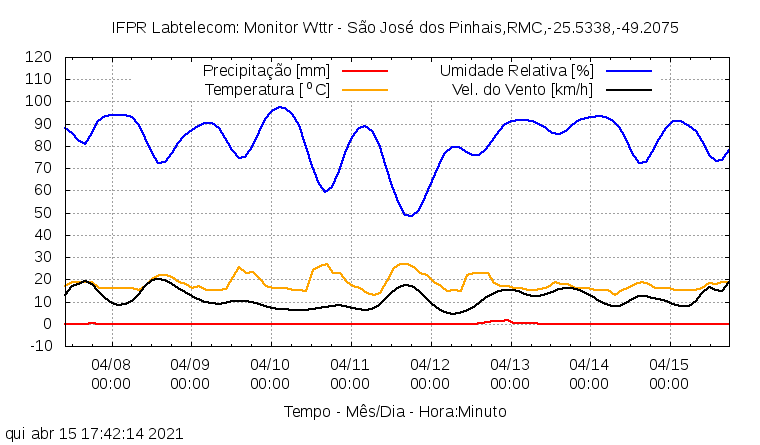 IFPR Labtelecom: Monitor Wttr - São José dos Pinhais,RMC,-25.5338,-49.2075
120
110
100
90
80
70
60
50
40
30
20
10
0
-10
Precipitação [mm]
Temperatura [⁰C]
Umidade Relativa [%]
Vel. do Vento [km/h]
04/08 04/09 04/10 04/11 04/12 04/13 04/14 04/15
00:00 00:00 00:00 00:00 00:00 00:00 00:00 00:00
Tempo - Mês/Dia - Hora:Minuto
qui abr 15 17:42:14 2021